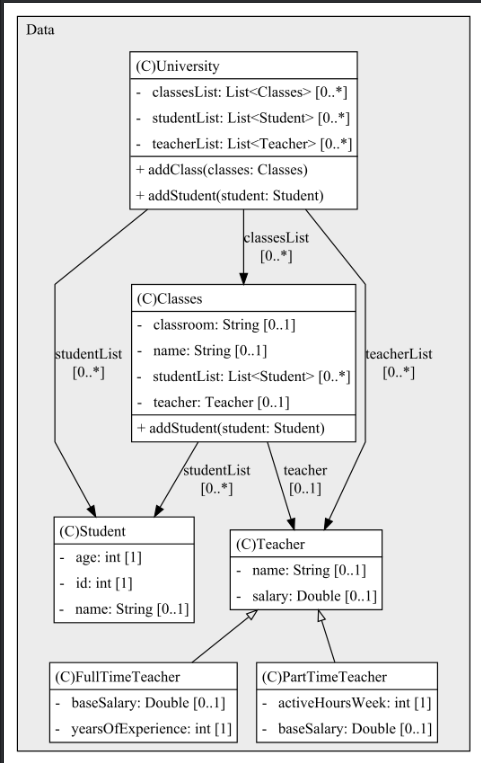 Data
(C)University
- classesList: List<Classes> [0..*]
- studentList: List<Student> [0..*]
- teacherList: List<Teacher> [0..*]
+ addClass(classes: Classes)
+ addStudent(student: Student)
classesList
[0..*]
(C)Classes
- classroom: String [0..1]
- name: String [0..1]
- studentList: List<Student> [0..*]
- teacher: Teacher [0..1]
+ addStudent(student: Student)
studentList
[0..*]
teacherList
[0..*]
studentList
[0..*]
teacher
[0..1]
(C)Student
- age: int [1]
- id: int [1]
- name: String [0..1]
(C)Teacher
- name: String [0..1]
- salary: Double [0..1]
(C)FullTimeTeacher
- baseSalary: Double [0..1]
- yearsOfExperience: int [1]
(C)PartTimeTeacher
- activeHoursWeek: int [1]
- baseSalary: Double [0..1]